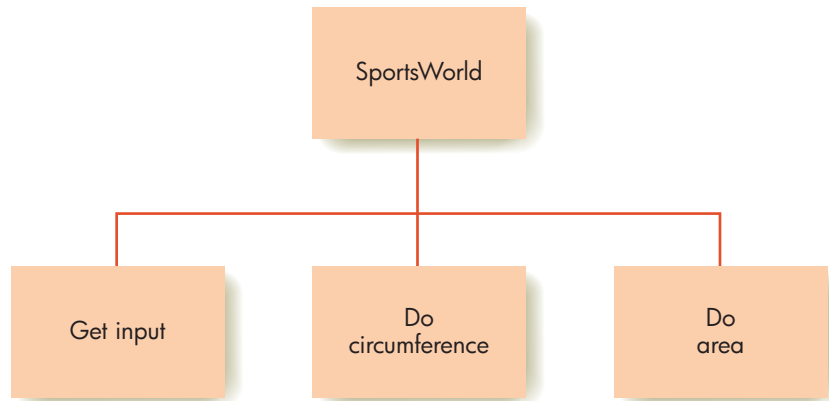 SportsWorld
Get input
Do
circumference
Do
area